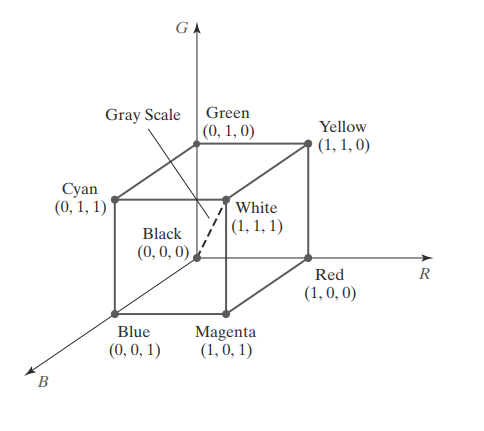 G
Gray Scale
Green
(0, 1, 0)
Yellow
(1, 1, 0)
Cyan
(0, 1, 1)
White
(1, 1, 1)
Black
(0, 0, 0)
Red
(1, 0, 0)
R
Blue
(0, 0, 1)
Magenta
(1, 0, 1)
B